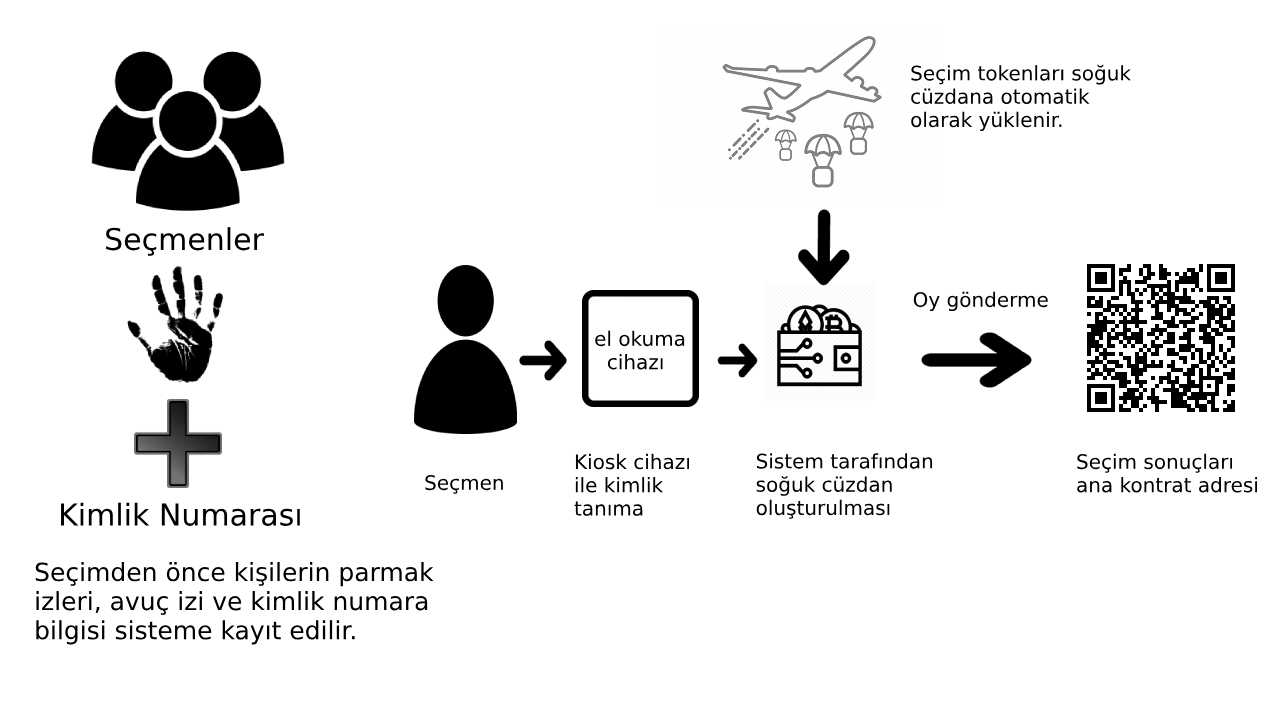 Seçmenler
Kimlik Numarası
Seçimden önce kişilerin parmak
izleri, avuç izi ve kimlik numara
bilgisi sisteme kayıt edilir.
Seçmen
el okuma
cihazı
Kiosk cihazı
ile kimlik
tanıma
Seçim tokenları soğuk
cüzdana otomatik
olarak yüklenir.
Sistem tarafından
soğuk cüzdan
oluşturulması
Oy gönderme
Seçim sonuçları
ana kontrat adresi